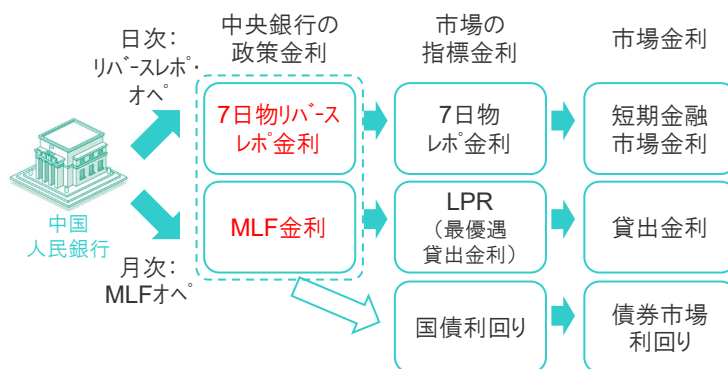 日次：
ﾘﾊﾞｰｽﾚﾎﾟ･
ｵﾍﾟ
中央銀行の
政策金利
市場の
指標金利
市場金利
7日物ﾘﾊﾞｰｽ
ﾚﾎﾟ金利
7日物
ﾚﾎﾟ金利
短期金融
市場金利
中国
人民銀行
MLF金利
LPR
（最優遇
貸出金利）
貸出金利
月次：
MLFｵﾍﾟ
国債利回り
債券市場
利回り